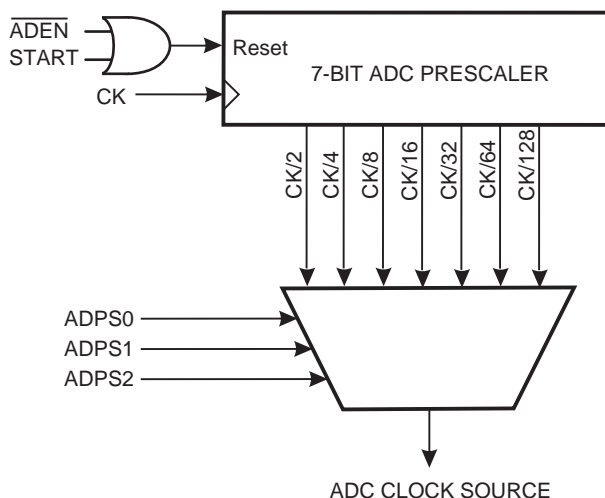 ADEN
START
Reset
7-BIT ADC PRESCALER
CK
CK/2
CK/4
CK/8
CK/16
CK/32
CK/64
CK/128
ADPS0
ADPS1
ADPS2
ADC CLOCK SOURCE